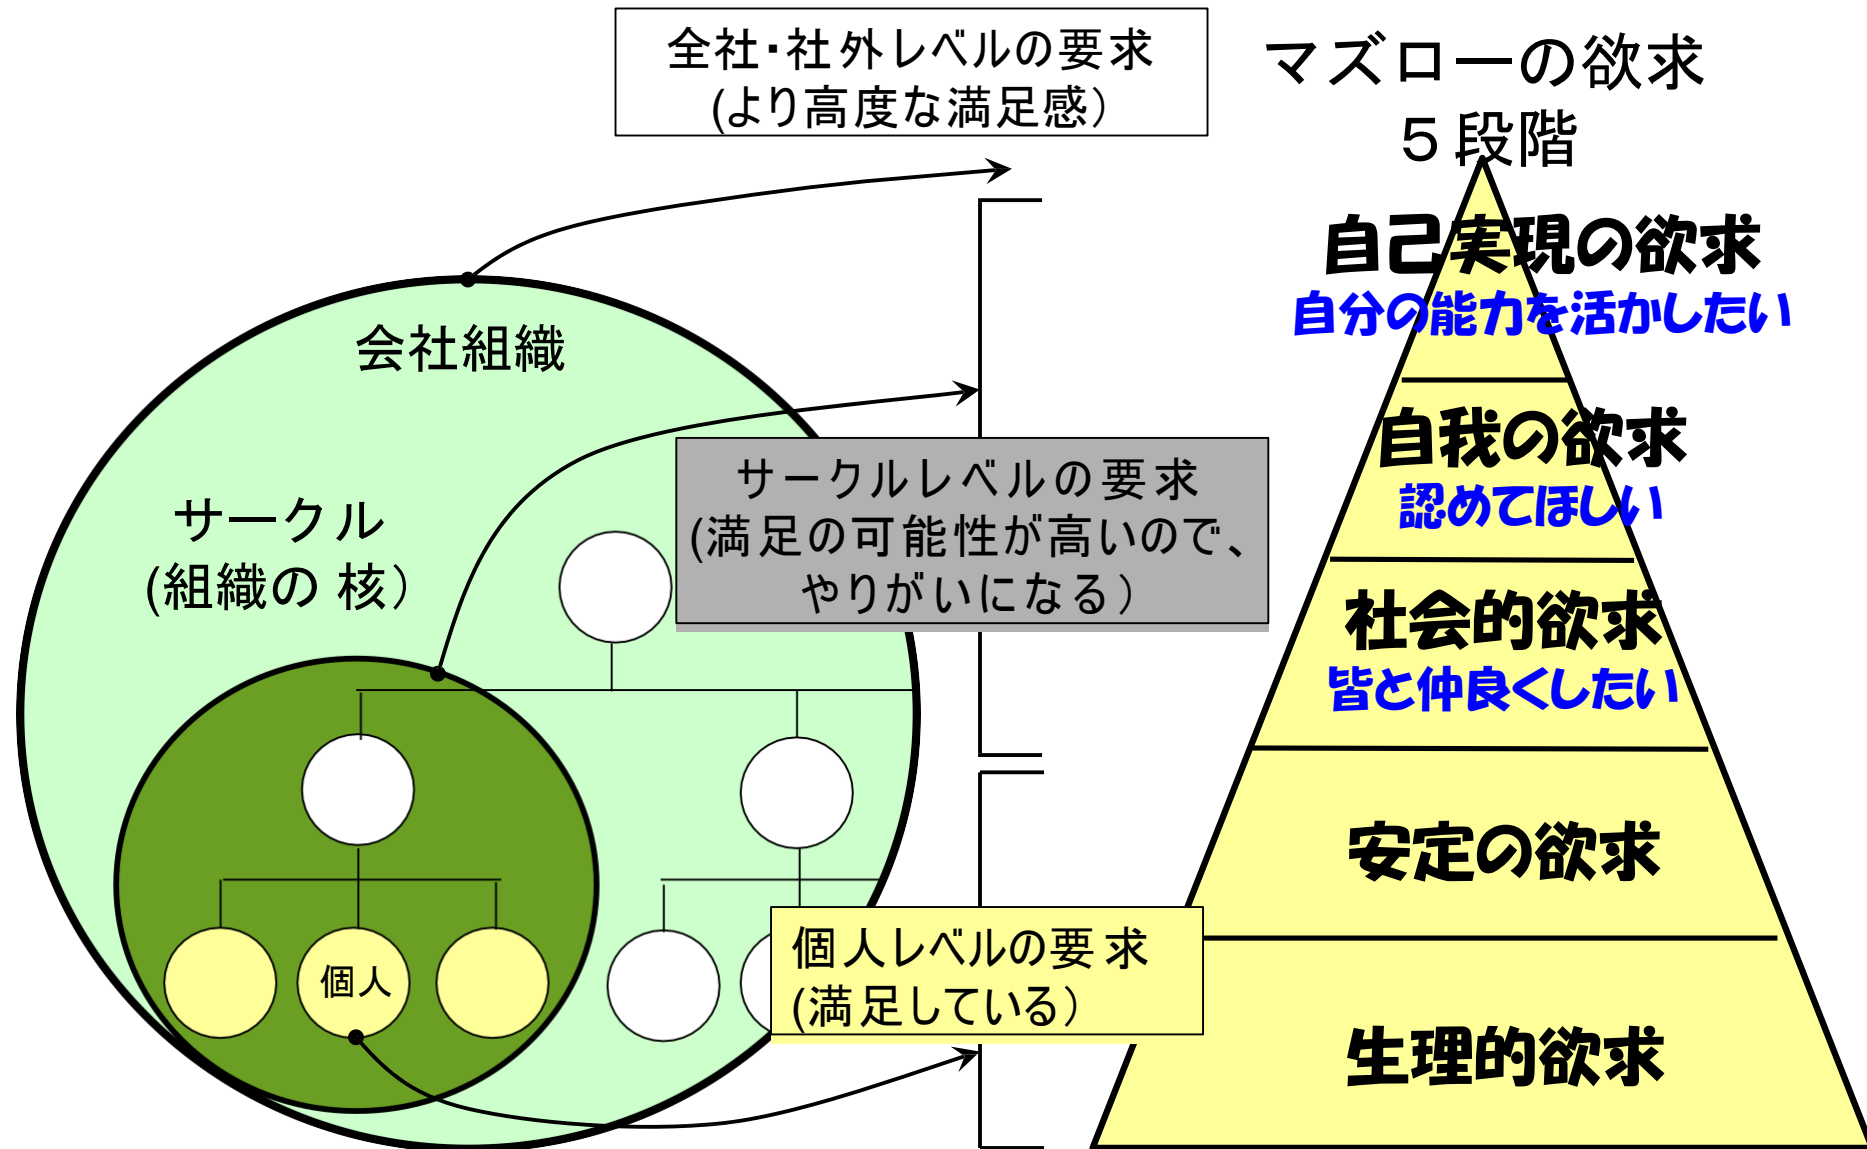 全社・社外レベルの要求
(より高度な満足感）
マズローの欲求
５段階
自己実現の欲求
自分の能力を活かしたい
会社組織
自我の欲求
認めてほしい
サークルレベルの要求
(満足の可能性が高いので、
やりがいになる）
サークル
(組織の核）
社会的欲求
皆と仲良くしたい
安定の欲求
個人レベルの要求
(満足している）
個人
生理的欲求